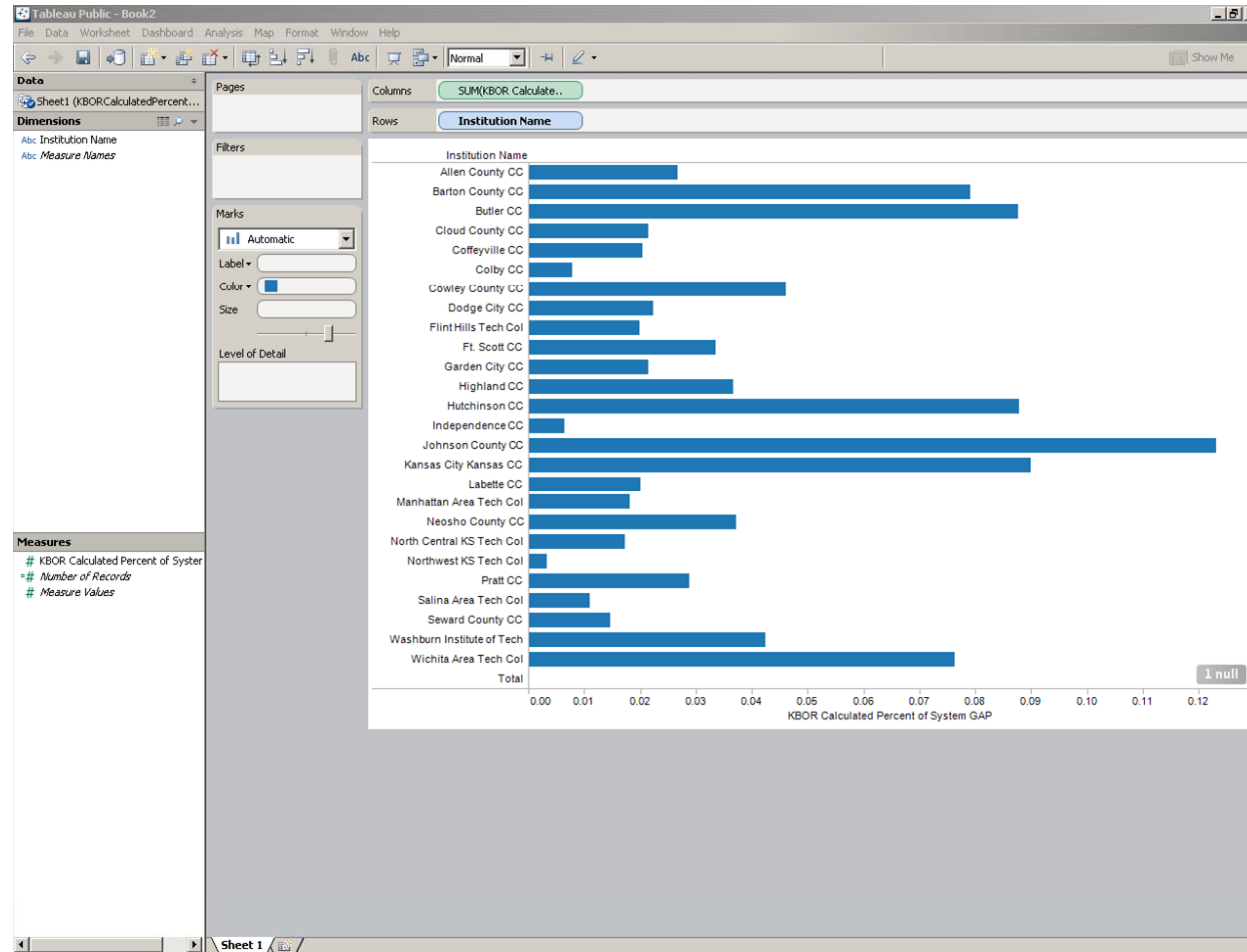 Tableau Public - Book2
File Data Worksheet Dashboard Analysis Map Format Window Help
Abc Normal Show Me
Data
Sheet1 (KBORCalculatedPercent...
Dimensions
Abc Institution Name
Abc Measure Names
Measures
# KBOR Calculated Percent of Syster
=# Number of Records
# Measure Values
Pages
Filters
Marks
Automatic
Label
Color
Size
Level of Detail
Columns SUM(KBOR Calculate..
Rows Institution Name
Institution Name
Allen County CC
Barton County CC
Butler CC
Cloud County CC
Coffeyville CC
Colby CC
Cowley County CC
Dodge City CC
Flint Hills Tech Col
Ft. Scott CC
Garden City CC
Highland CC
Hutchinson CC
Independence CC
Johnson County CC
Kansas City Kansas CC
Labette CC
Manhattan Area Tech Col
Neosho County CC
North Central KS Tech Col
Northwest KS Tech Col
Pratt CC
Salina Area Tech Col
Seward County CC
Washburn Institute of Tech
Wichita Area Tech Col
Total
1 null
0.00 0.01 0.02 0.03 0.04 0.05 0.06 0.07 0.08 0.09 0.10 0.11 0.12
KBOR Calculated Percent of System GAP
Sheet 1